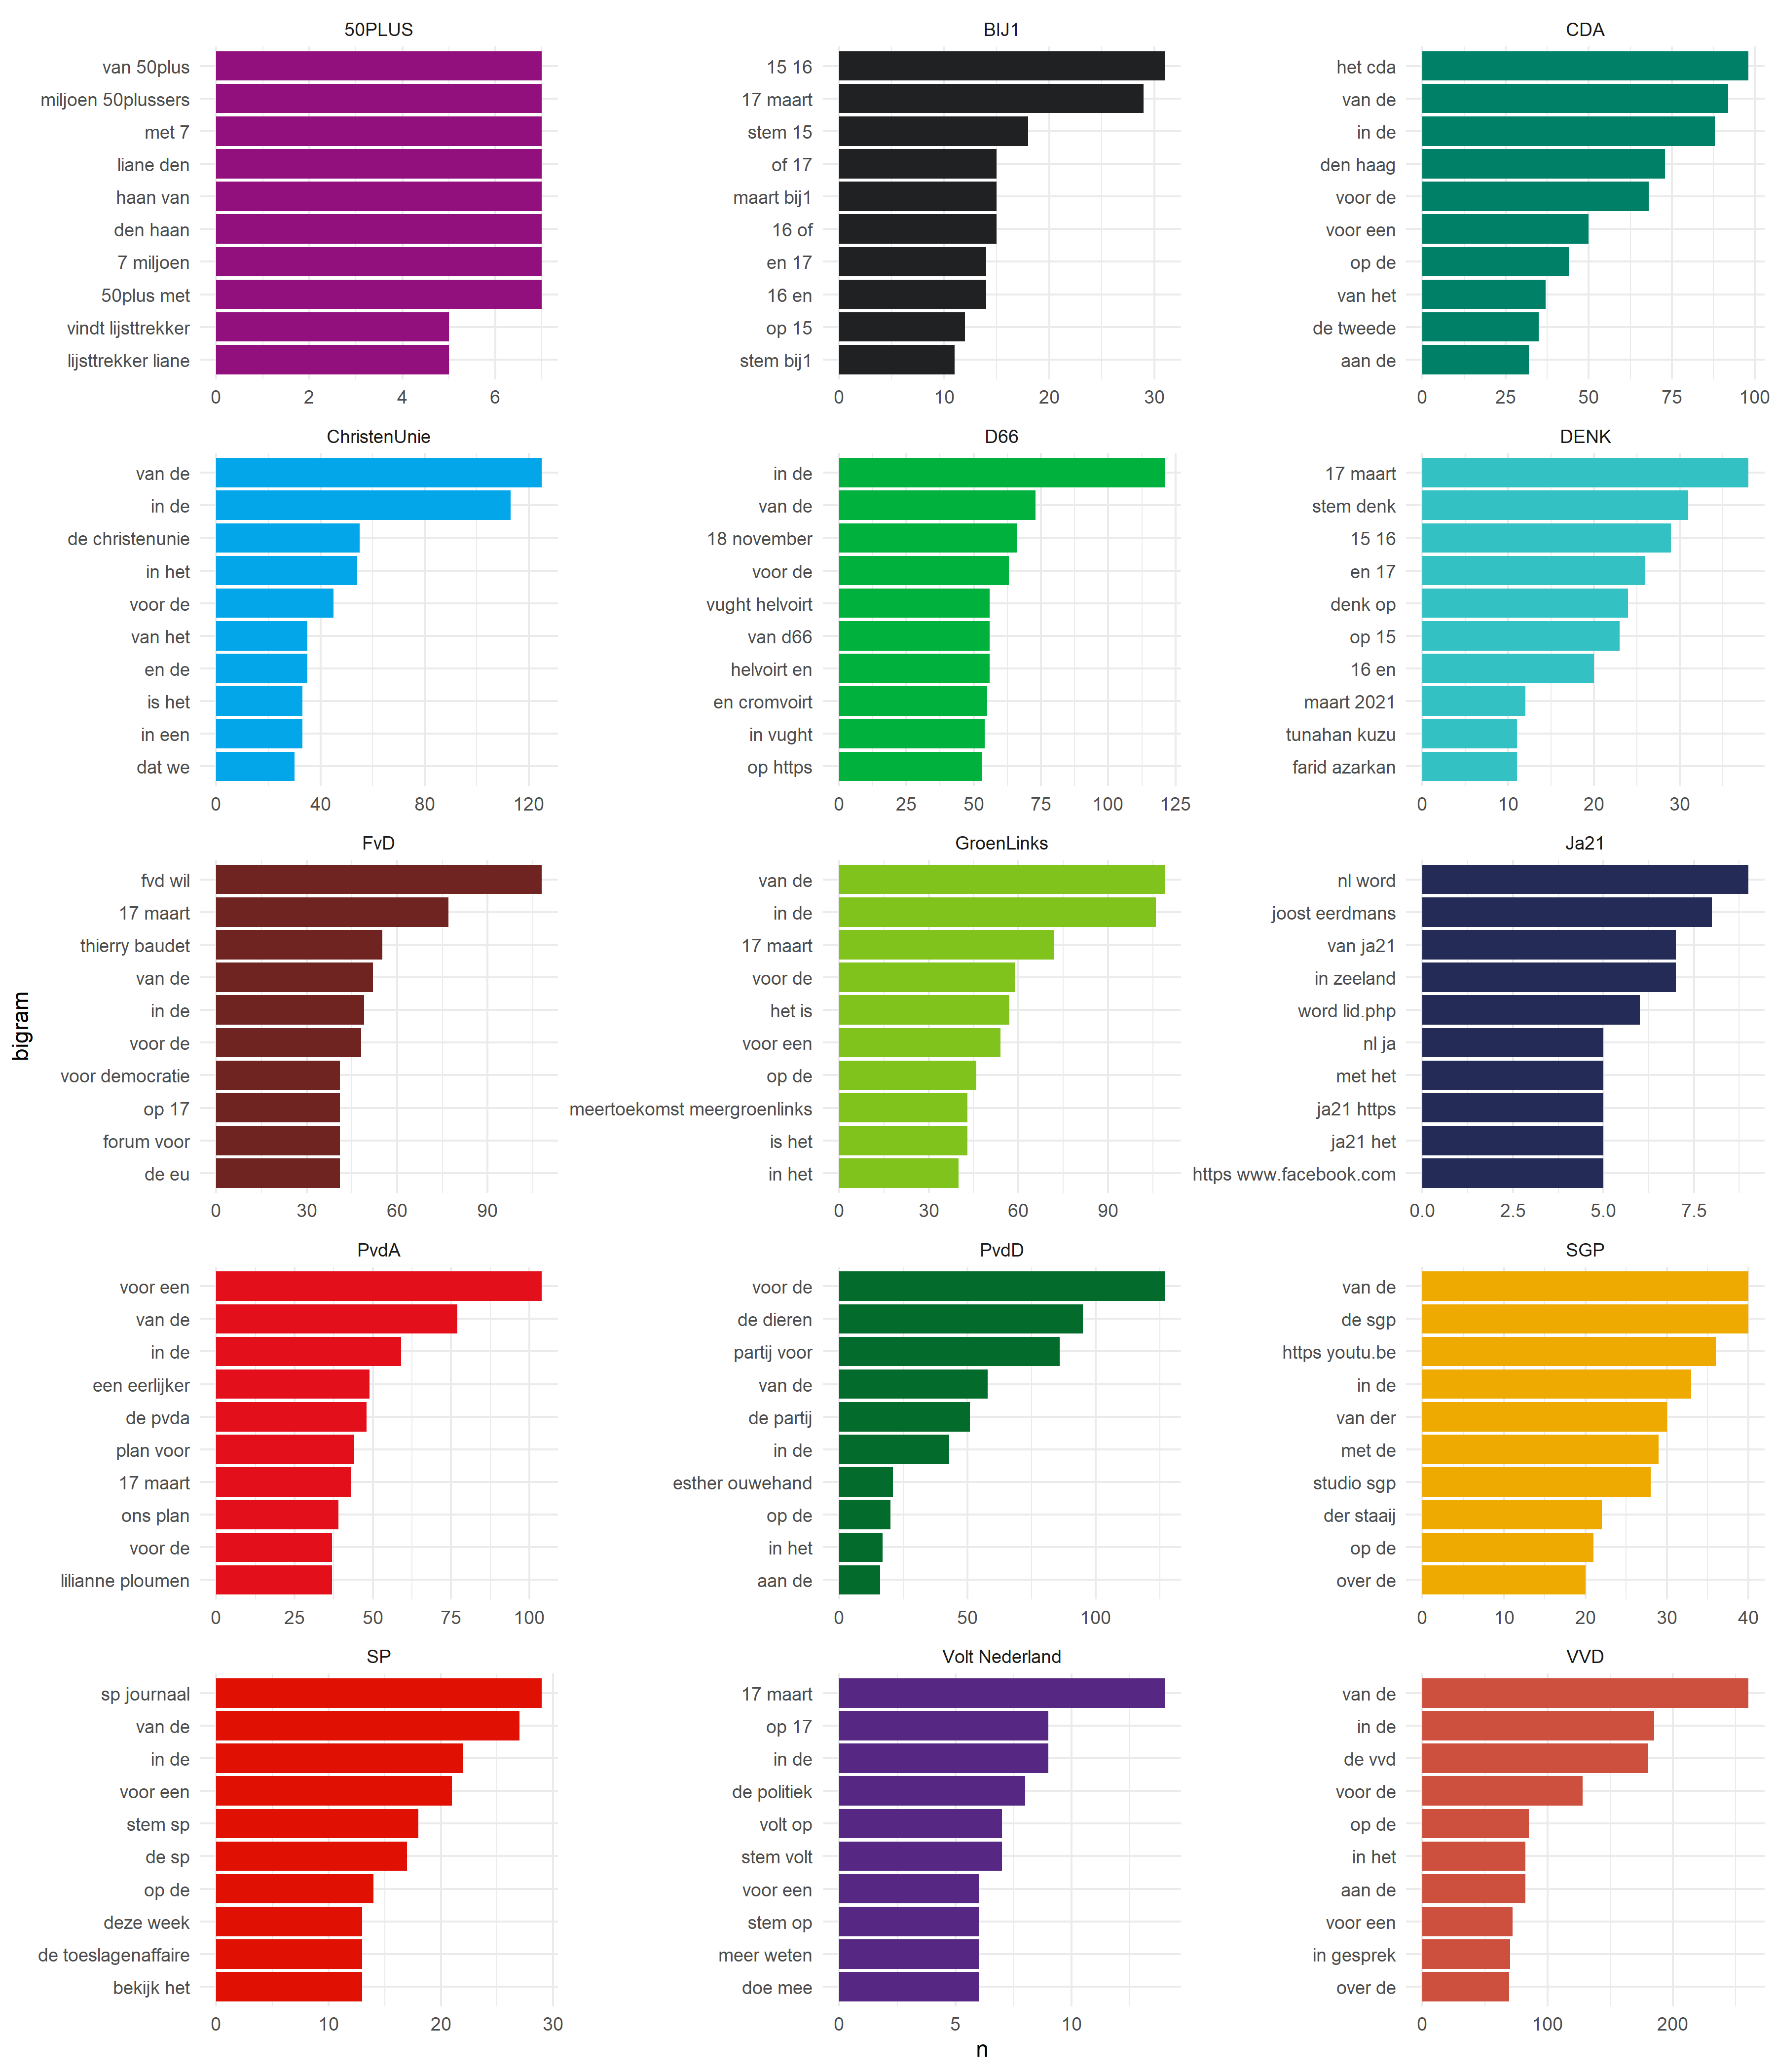 50PLUS
van 50plus
miljoen 50plussers
met 7
liane den
haan van
den haan
7 miljoen
50plus met
vindt lijsttrekker
lijsttrekker liane
0 2 4 6
BIJ1
15 16
17 maart
stem 15
of 17
maart bij1
16 of
en 17
16 en
op 15
stem bij1
0 10 20 30
CDA
het cda
van de
in de
den haag
voor de
voor een
op de
van het
de tweede
aan de
0 25 50 75 100
ChristenUnie
van de
in de
de christenunie
in het
voor de
van het
en de
is het
in een
dat we
0 40 80 120
D66
in de
van de
18 november
voor de
vught helvoirt
van d66
helvoirt en
en cromvoirt
in vught
op https
0 25 50 75 100 125
DENK
17 maart
stem denk
15 16
en 17
denk op
op 15
16 en
maart 2021
tunahan kuzu
farid azarkan
0 10 20 30
FvD
fvd wil
17 maart
thierry baudet
van de
in de
voor de
voor democratie
op 17
forum voor
de eu
0 30 60 90
GroenLinks
van de
in de
17 maart
voor de
het is
voor een
op de
meertoekomst meergroenlinks
is het
in het
0 30 60 90
Ja21
nl word
joost eerdmans
van ja21
in zeeland
word lid.php
nl ja
met het
ja21 https
ja21 het
https www.facebook.com
0.0 2.5 5.0 7.5
PvdA
voor een
van de
in de
een eerlijker
de pvda
plan voor
17 maart
ons plan
voor de
lilianne ploumen
0 25 50 75 100
PvdD
voor de
de dieren
partij voor
van de
de partij
in de
esther ouwehand
op de
in het
aan de
0 50 100
SGP
van de
de sgp
https youtu.be
in de
van der
met de
studio sgp
der staaij
op de
over de
0 10 20 30 40
SP
sp journaal
van de
in de
voor een
stem sp
de sp
op de
deze week
de toeslagenaffaire
bekijk het
0 10 20 30
Volt Nederland
17 maart
op 17
in de
de politiek
volt op
stem volt
voor een
stem op
meer weten
doe mee
0 5 10
VVD
van de
in de
de vvd
voor de
op de
in het
aan de
voor een
in gesprek
over de
0 100 200
bigram
n